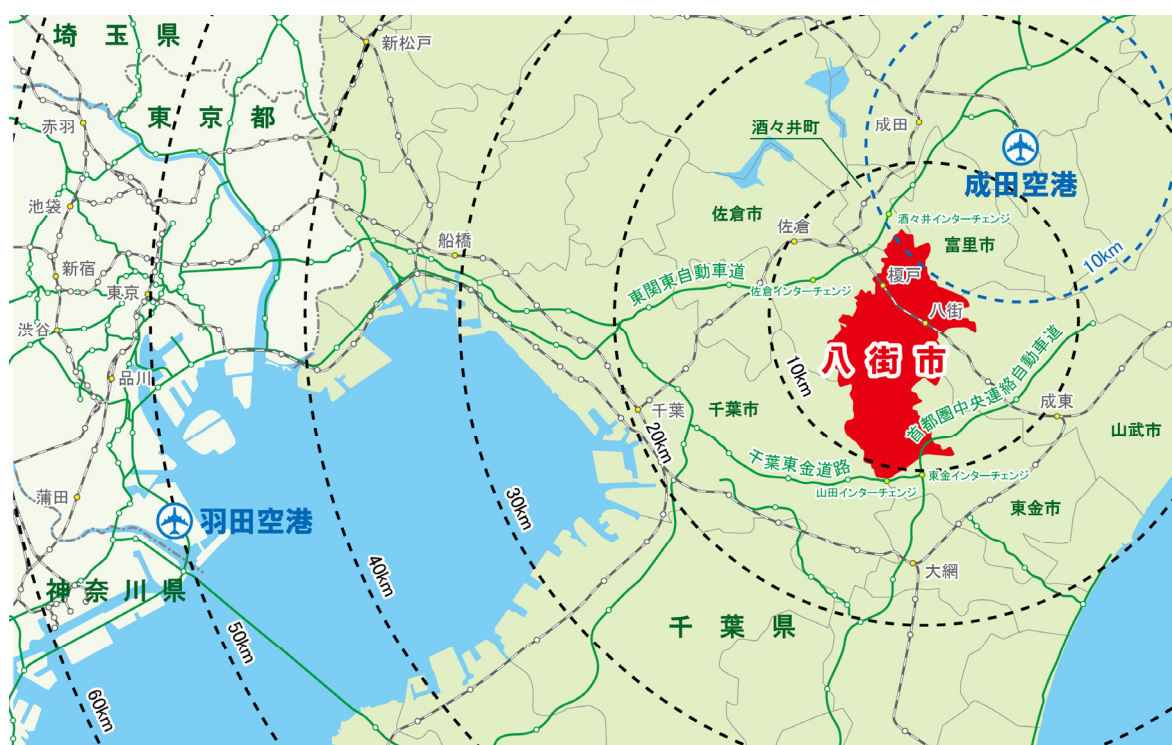 埼玉県
新松戸
東京都
赤羽
酒々井町
成田
成田空港
池袋
佐倉市
佐倉
酒々井インターチェンジ
富里市
船橋
10km
新宿
東京
東関東自動車道
佐倉インターチェンジ
榎戸
八街
渋谷
品川
八街市
10km
首都圏中央連絡自動車道
千葉
千葉市
成東
山武市
20km
千葉東金道路
東金インターチェンジ
山田インターチェンジ
蒲田
羽田空港
30km
東金市
大網
40km
神奈川県
千葉県
50km
60km